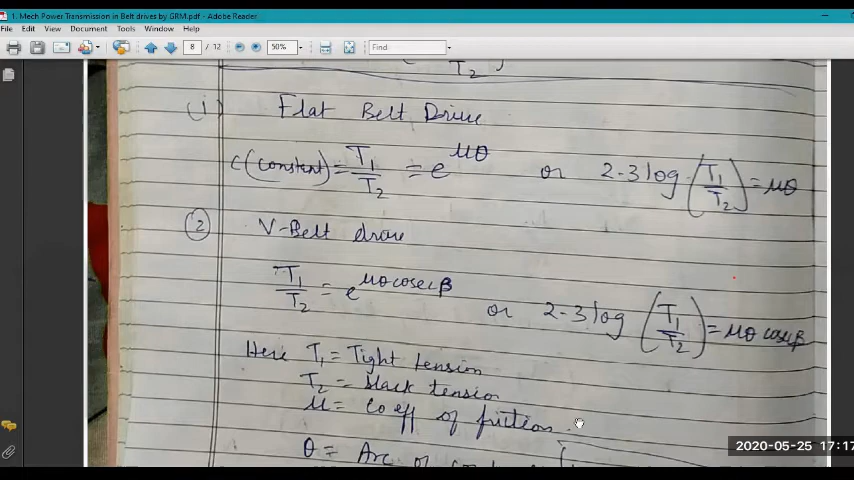 1. Mech Power Transmission in Belt drives by GRM.pdf - Adobe Reader
File Edit View Document Tools Window Help
8 / 12 50% Find
T₂
(1) Flat Belt Drive
C (constant) = T₁/T₂ = e^μθ or 2.3 log (T₁/T₂) = μθ
(2) V-Belt drove
T₁/T₂ = e^μθ cosec β or 2.3 log (T₁/T₂) = μθ cosec β
Here T₁ = Tight tension
T₂ = slack tension
μ = coeff of friction.
θ = Arc of
2020-05-25 17:17